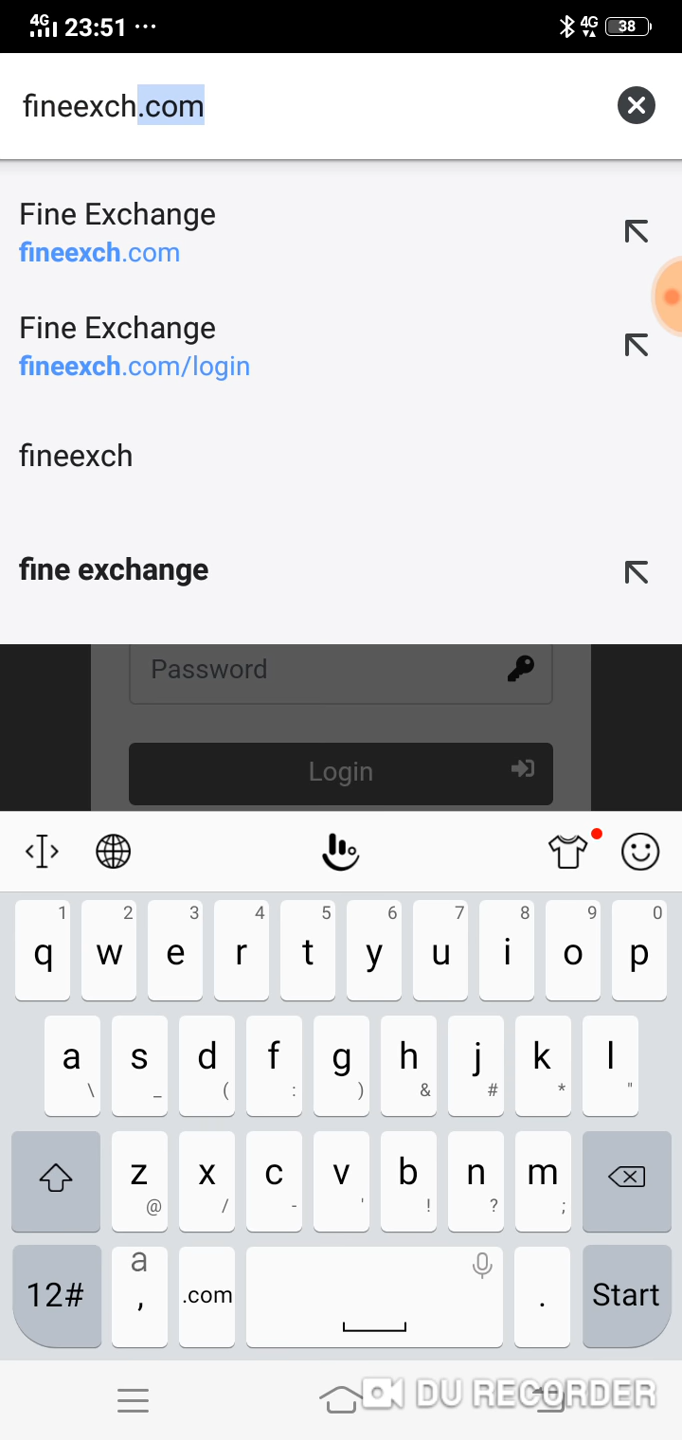 4G 23:51 ... 4G 38
fineexch.com
Fine Exchange
fineexch.com
Fine Exchange
fineexch.com/login
fineexch
fine exchange
Password
Login
1 2 3 4 5 6 7 8 9 0
q w e r t y u i o p
a s d f g h j k l
\ _ ( : ) & # * "
z x c v b n m
@ / - ' ! ? ;
12# a , .com . Start
DU RECORDER